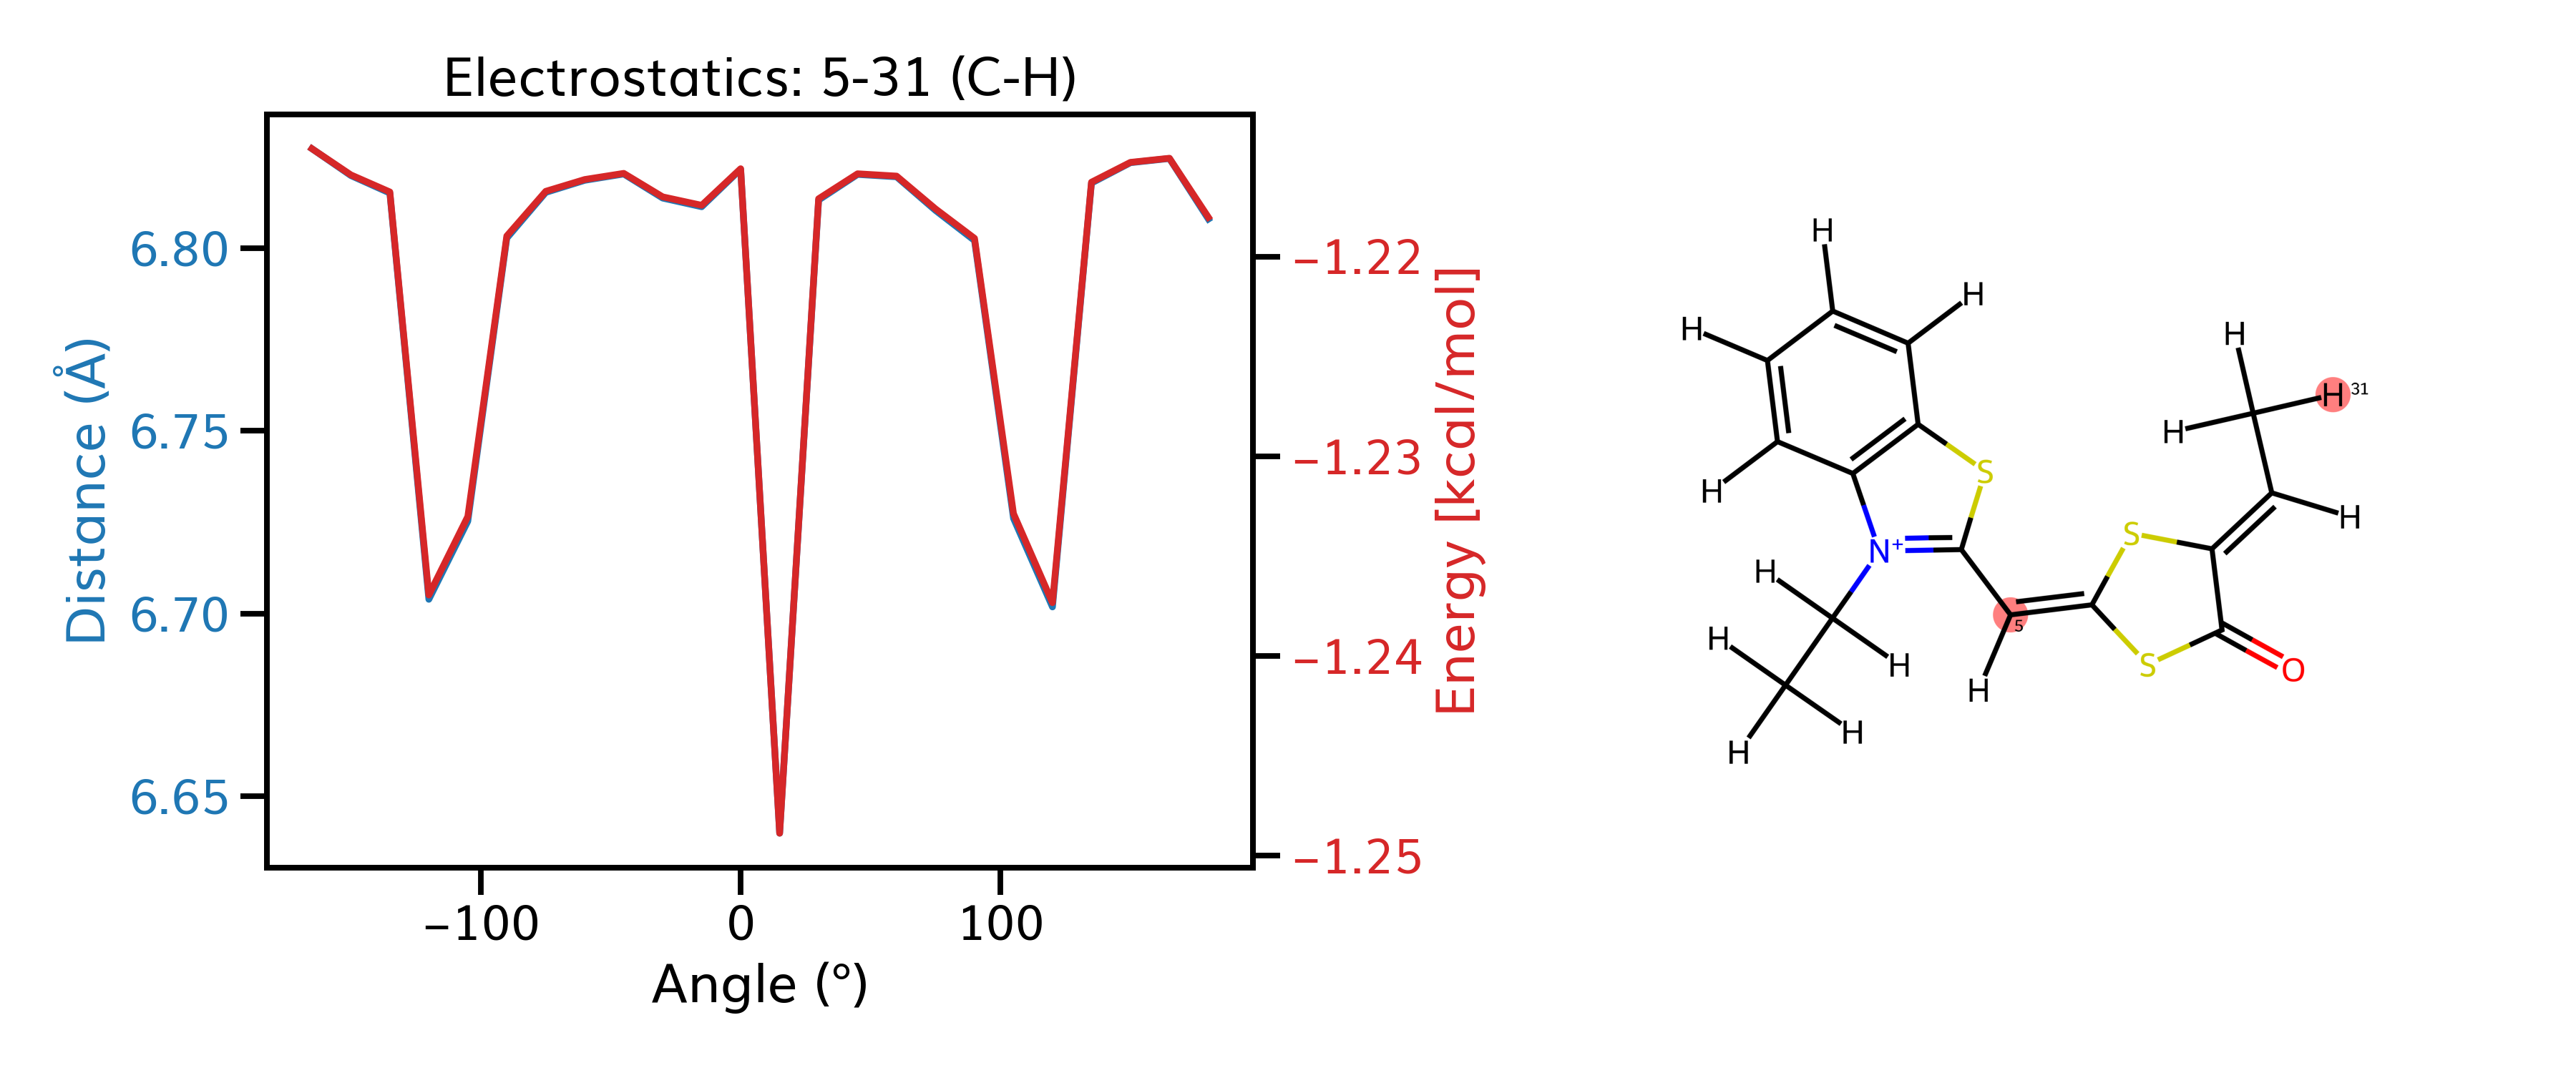 Electrostatics: 5-31 (C-H)
Distance (Å)
6.80
6.75
6.70
6.65
−100
0
100
Angle (°)
−1.22
−1.23
−1.24
−1.25
Energy [kcal/mol]
H
H
H
H
H
H 31
H
S
H
H
S
N+
H
5
H
H
S
O
H
H
H